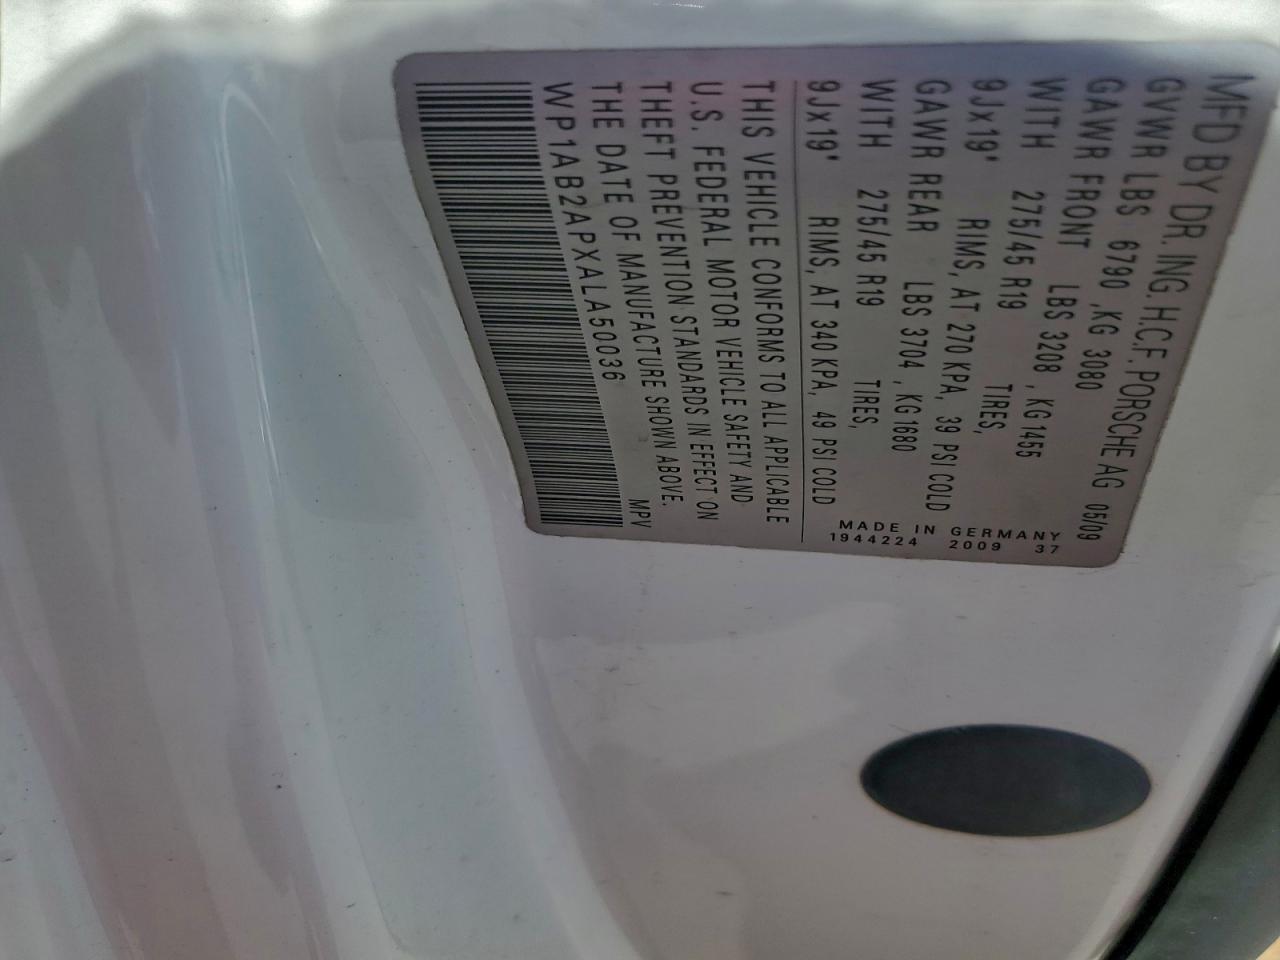 MFD BY DR. ING. H.C.F. PORSCHE AG 05/09
GVWR LBS 6790 ,KG 3080
GAWR FRONT LBS 3208 , KG 1455
WITH 275/45 R19 TIRES,
9Jx19" RIMS, AT 270 KPA, 39 PSI COLD
GAWR REAR LBS 3704 , KG 1680
WITH 275/45 R19 TIRES,
9Jx19" RIMS, AT 340 KPA, 49 PSI COLD
MADE IN GERMANY
1944224 2009 37
THIS VEHICLE CONFORMS TO ALL APPLICABLE
U.S. FEDERAL MOTOR VEHICLE SAFETY AND
THEFT PREVENTION STANDARDS IN EFFECT ON
THE DATE OF MANUFACTURE SHOWN ABOVE.
WP1AB2APXALA50036 MPV